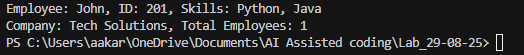 Employee: John, ID: 201, Skills: Python, Java
Company: Tech Solutions, Total Employees: 1
PS C:\Users\aakar\OneDrive\Documents\AI Assisted coding\Lab_29-08-25>